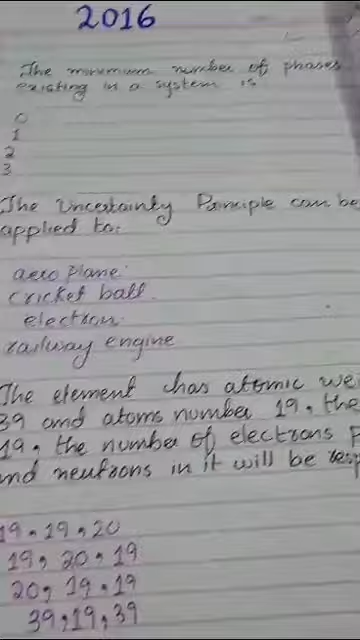 2016
The minimum number of phases
existing in a system is
0
1
2
3
The Uncertainty Principle can be
applied to:
aeroplane:
cricket ball.
electron.
railway engine
The element has atomic we
39 and atoms number 19, the
19, the number of electrons p
and neutrons in it will be resp
19, 19, 20
19, 20, 19
20, 19, 19
39, 19, 39